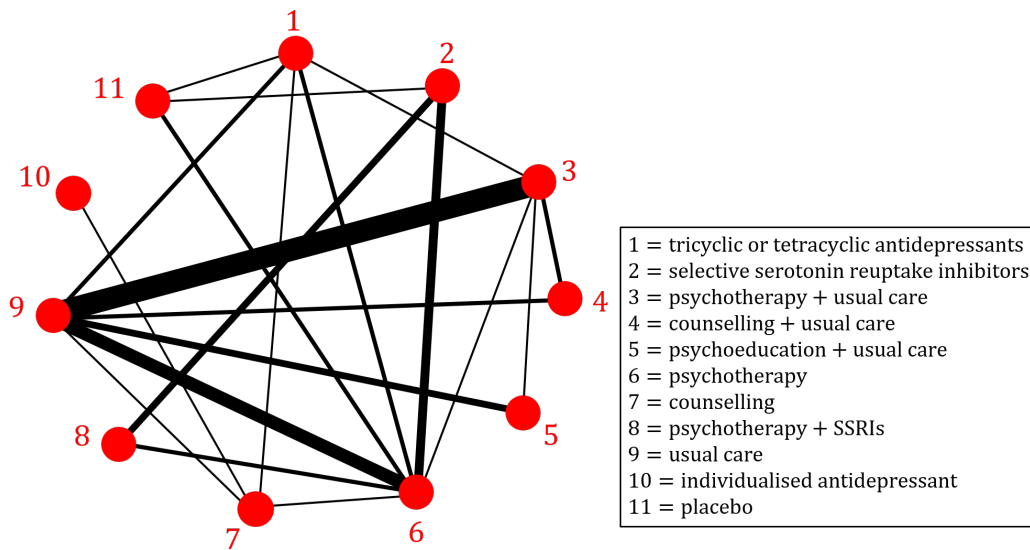 1
2
11
3
10
9
4
8
5
7
6
1 = tricyclic or tetracyclic antidepressants
2 = selective serotonin reuptake inhibitors
3 = psychotherapy + usual care
4 = counselling + usual care
5 = psychoeducation + usual care
6 = psychotherapy
7 = counselling
8 = psychotherapy + SSRIs
9 = usual care
10 = individualised antidepressant
11 = placebo